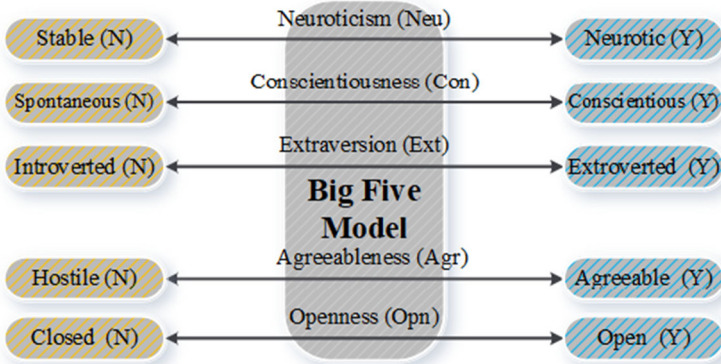 Neuroticism (Neu)
Stable (N)
Neurotic (Y)
Conscientiousness (Con)
Spontaneous (N)
Conscientious (Y)
Extraversion (Ext)
Introverted (N)
Extroverted (Y)
Big Five
Model
Agreeableness (Agr)
Hostile (N)
Agreeable (Y)
Openness (Opn)
Closed (N)
Open (Y)